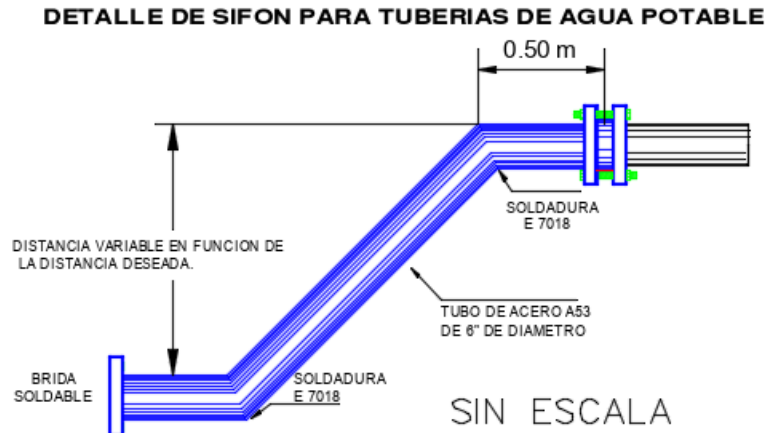 DETALLE DE SIFON PARA TUBERIAS DE AGUA POTABLE
0.50 m
SOLDADURA
E 7018
DISTANCIA VARIABLE EN FUNCION DE
LA DISTANCIA DESEADA.
TUBO DE ACERO A53
DE 6" DE DIAMETRO
BRIDA
SOLDABLE
SOLDADURA
E 7018
SIN ESCALA